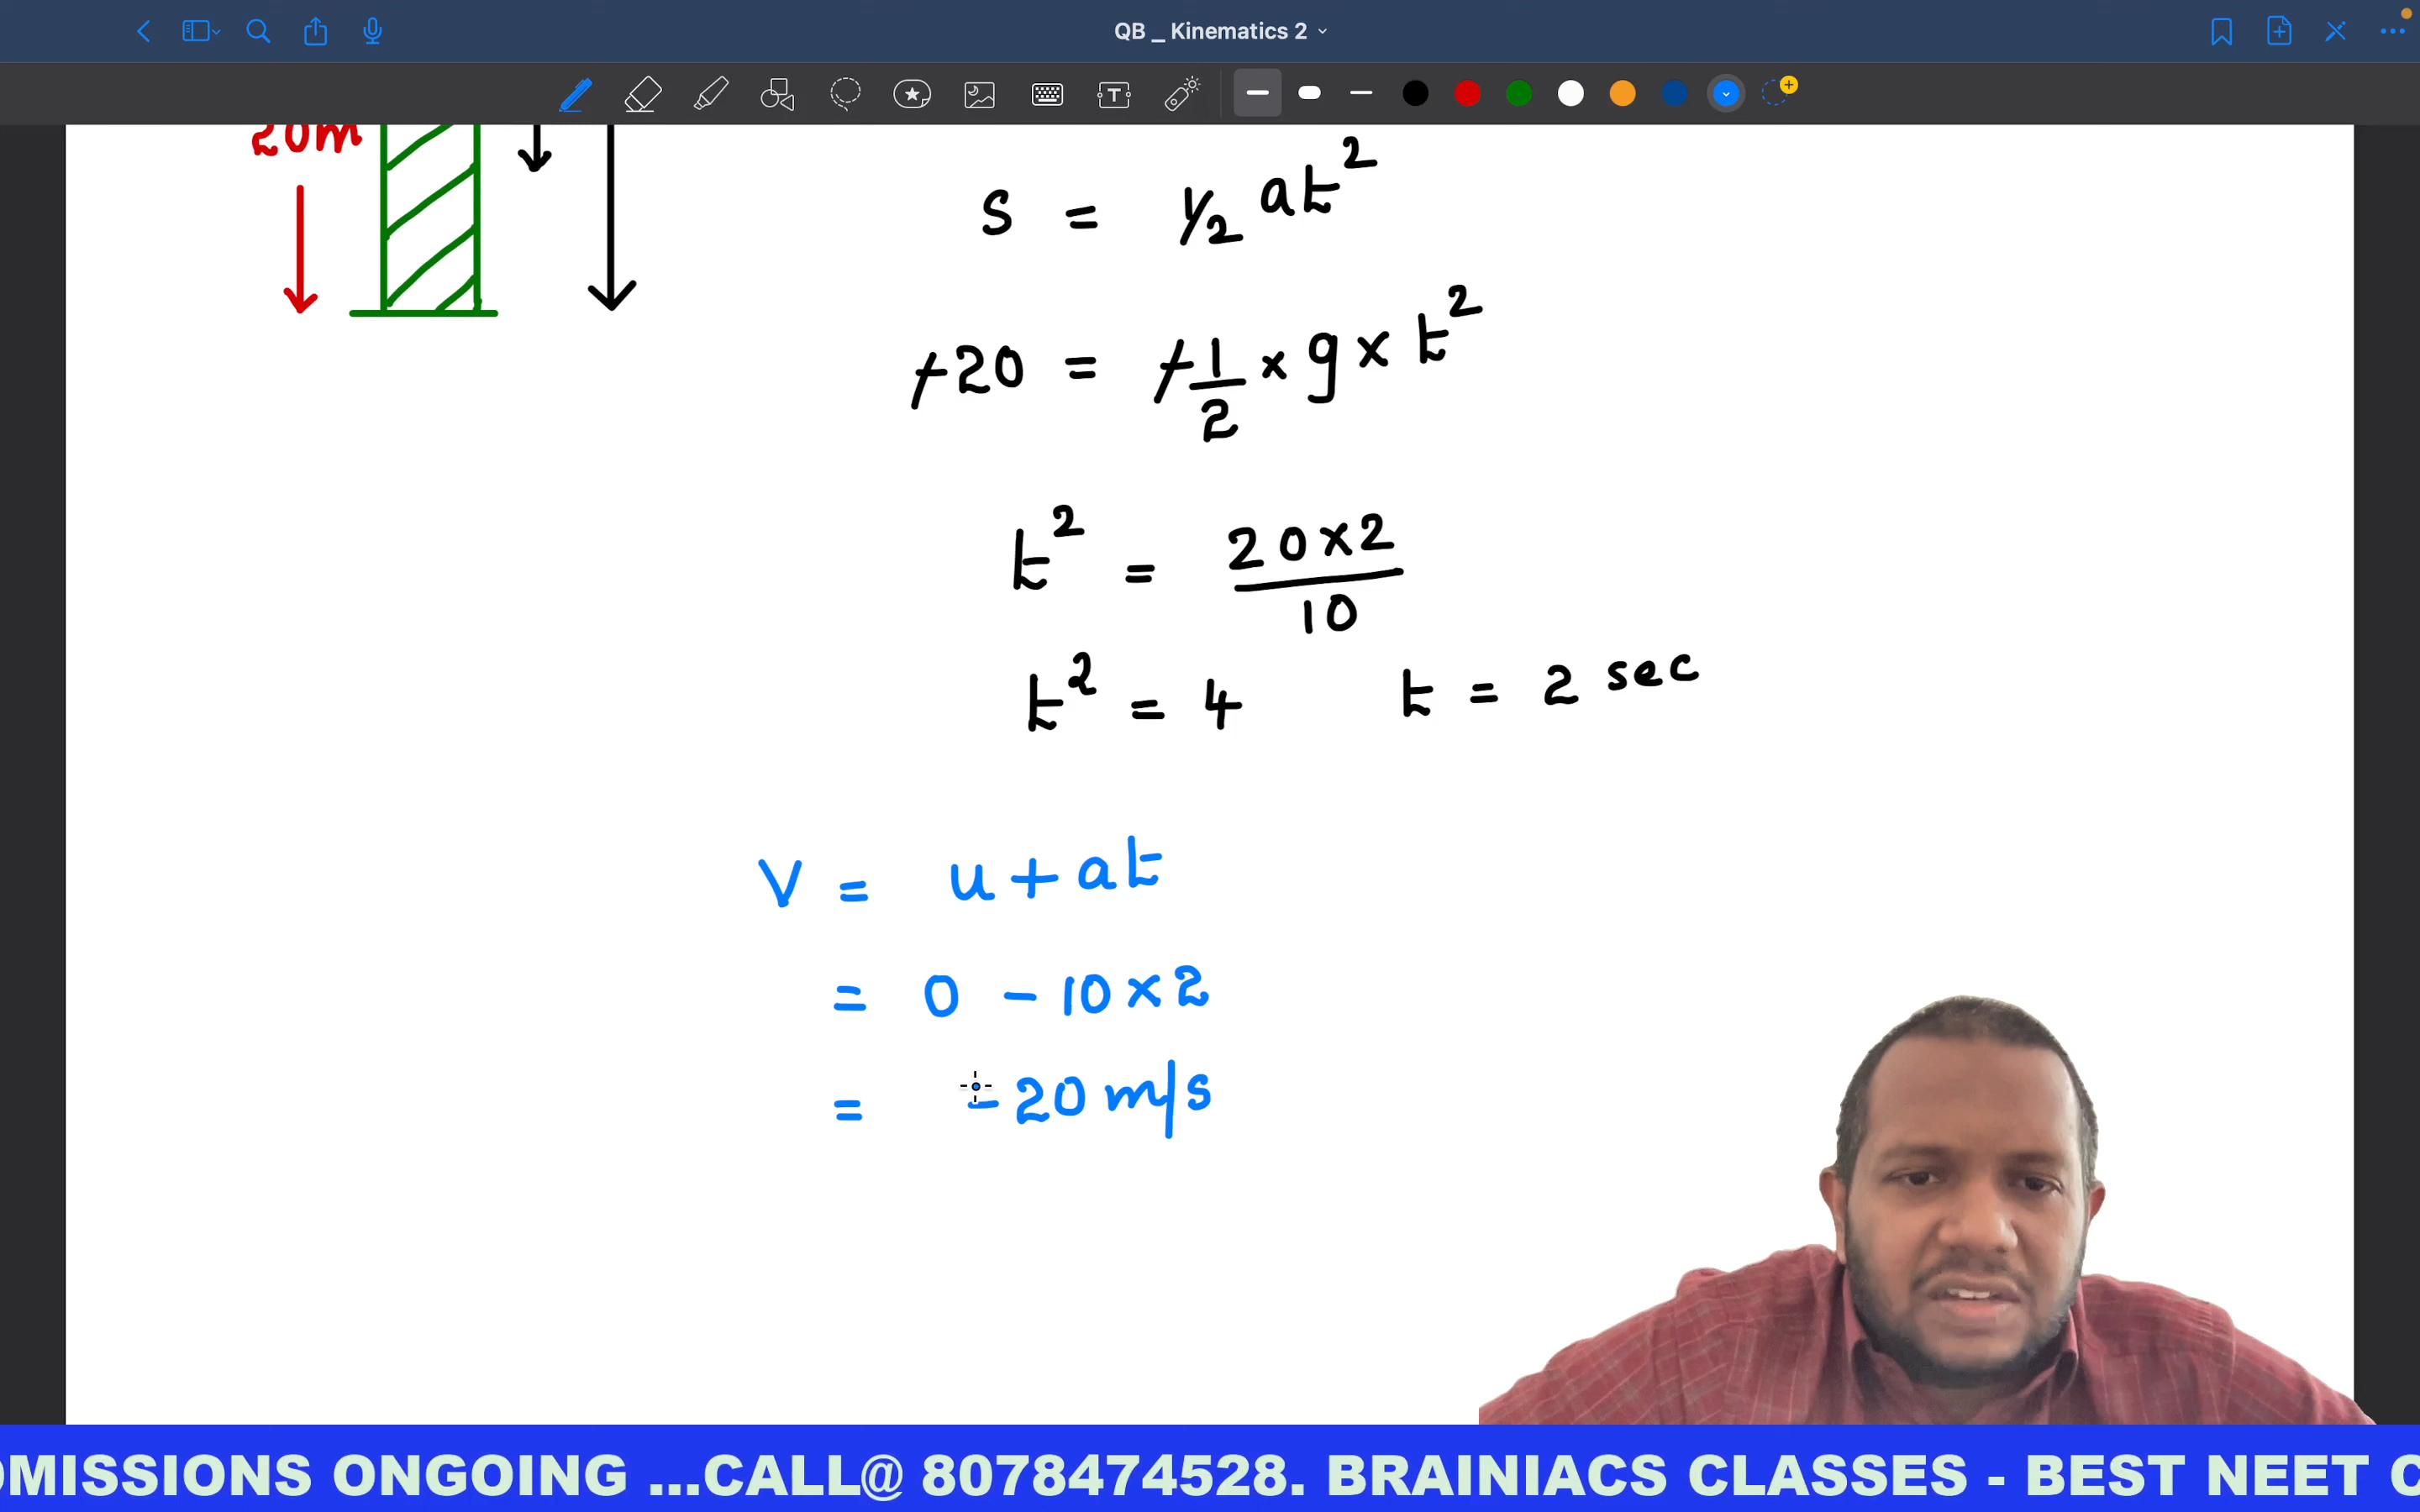 QB _ Kinematics 2
20m
s = 1/2 at²
-20 = -1/2 × g × t²
t² = 20×2/10
t² = 4 t = 2 sec
v = u + at
= 0 - 10×2
= -20 m/s
OMISSIONS ONGOING ...CALL@ 8078474528. BRAINIACS CLASSES - BEST NEET C